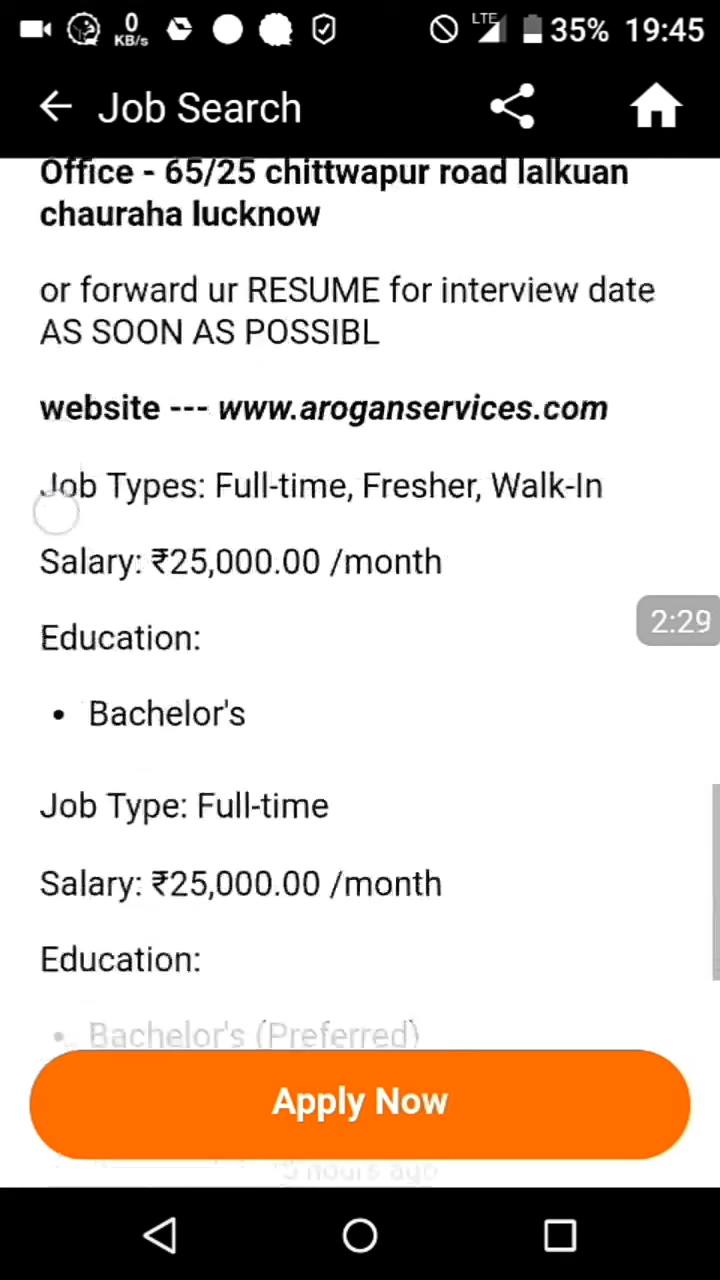 0 KB/s LTE 35% 19:45
Job Search
Office - 65/25 chittwapur road lalkuan
chauraha lucknow
or forward ur RESUME for interview date
AS SOON AS POSSIBL
website --- www.aroganservices.com
Job Types: Full-time, Fresher, Walk-In
Salary: ₹25,000.00 /month
2:29
Education:
• Bachelor's
Job Type: Full-time
Salary: ₹25,000.00 /month
Education:
• Bachelor's (Preferred)
Apply Now
hours ago